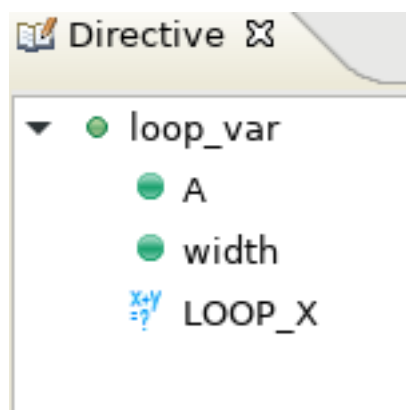 Directive
loop_var
A
width
x+y
=?
LOOP_X